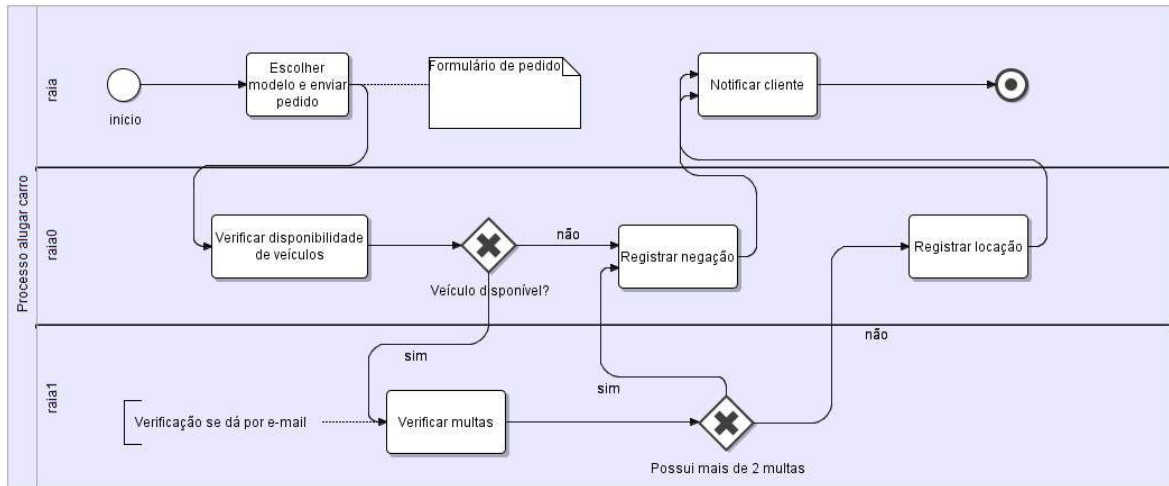 Processo alugar carro
raia
inicio
Escolher
modelo e enviar
pedido
Formulário de pedido
Notificar cliente
raia0
Verificar disponibilidade
de veículos
Veículo disponível?
não
Registrar negação
Registrar locação
raia1
sim
Verificação se dá por e-mail
Verificar multas
sim
Possui mais de 2 multas
não